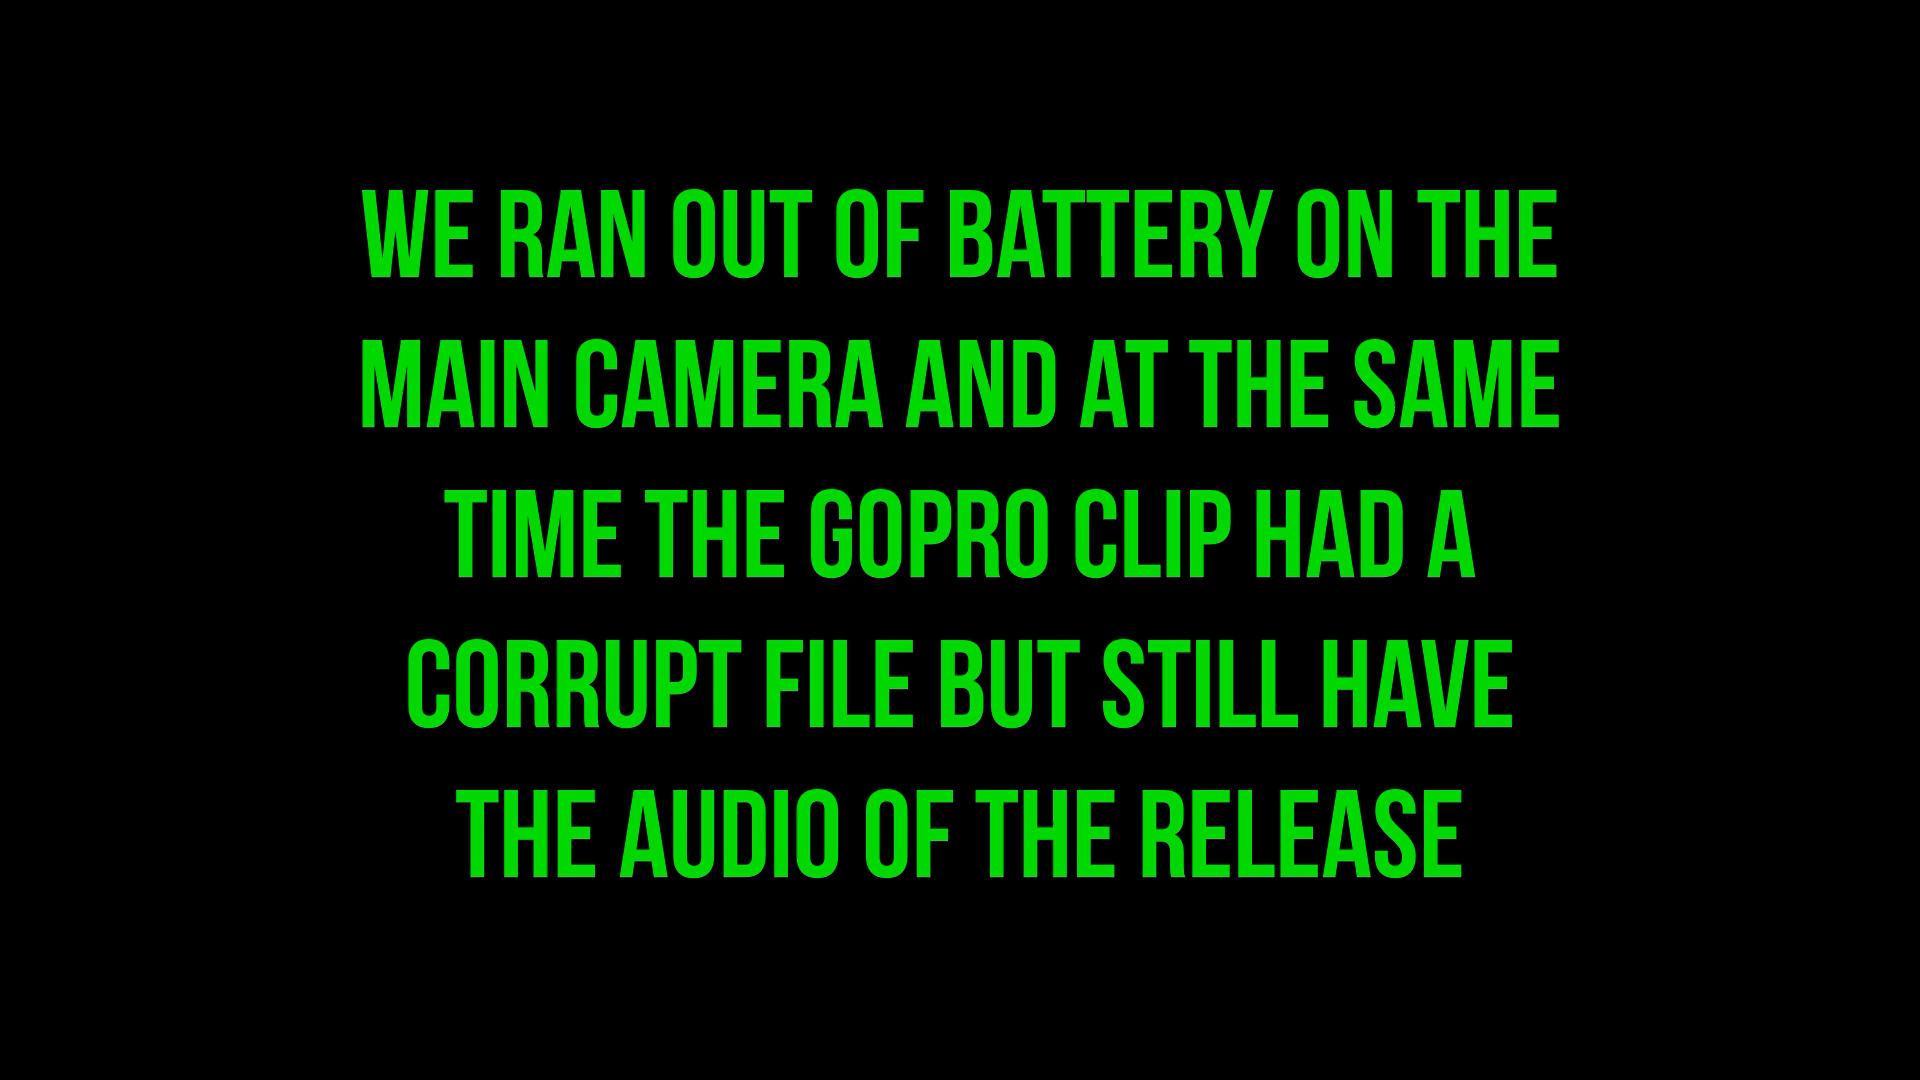 WE RAN OUT OF BATTERY ON THE
MAIN CAMERA AND AT THE SAME
TIME THE GOPRO CLIP HAD A
CORRUPT FILE BUT STILL HAVE
THE AUDIO OF THE RELEASE